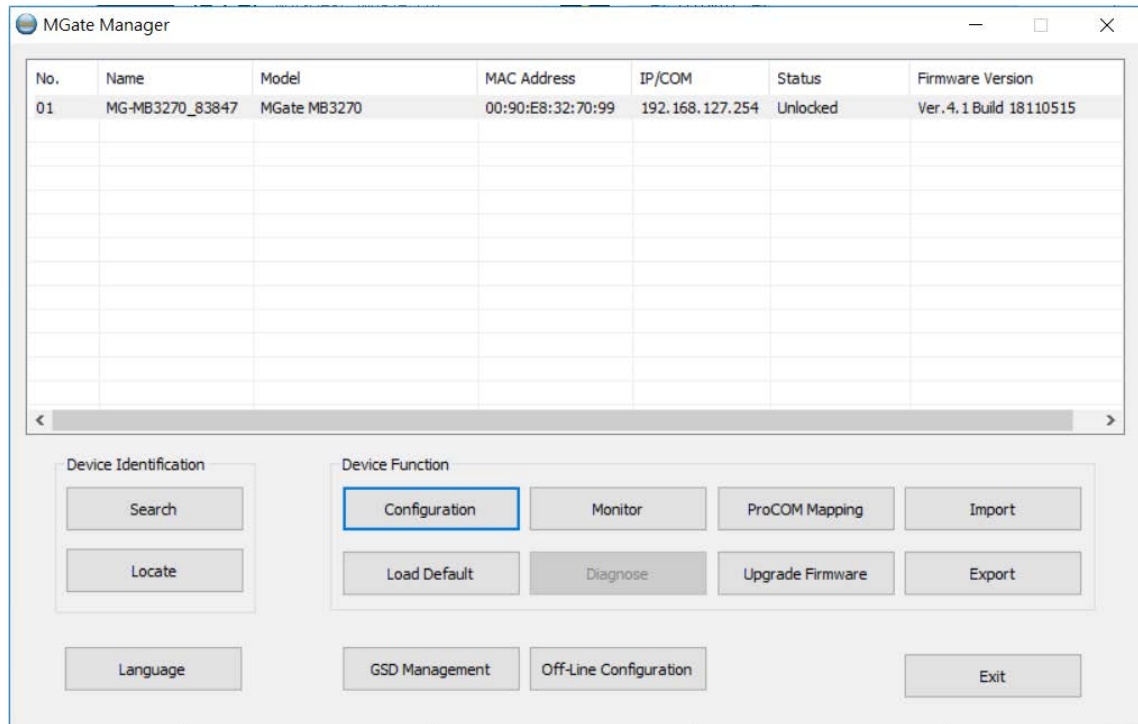 MGate Manager
No. Name Model MAC Address IP/COM Status Firmware Version
01 MG-MB3270_83847 MGate MB3270 00:90:E8:32:70:99 192.168.127.254 Unlocked Ver.4.1 Build 18110515
Device Identification Device Function
Search Configuration Monitor ProCOM Mapping Import
Locate Load Default Diagnose Upgrade Firmware Export
Language GSD Management Off-Line Configuration Exit